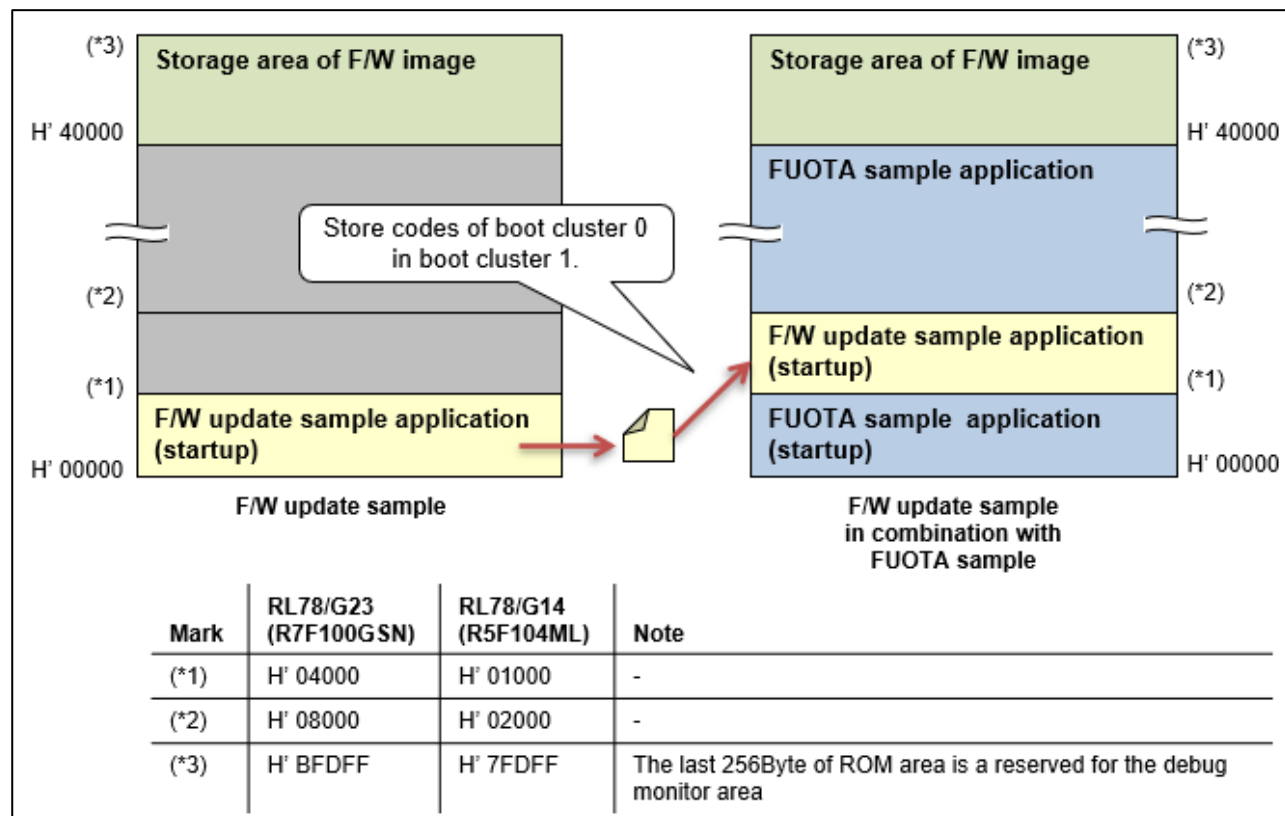 (*3)
Storage area of F/W image
H' 40000
Store codes of boot cluster 0
in boot cluster 1.
(*2)
(*1)
F/W update sample application
(startup)
H' 00000
F/W update sample
Storage area of F/W image
(*3)
H' 40000
FUOTA sample application
(*2)
F/W update sample application
(startup)
(*1)
FUOTA sample  application
(startup)
H' 00000
F/W update sample
in combination with
FUOTA sample
Mark RL78/G23 (R7F100GSN) RL78/G14 (R5F104ML) Note
(*1) H' 04000 H' 01000 -
(*2) H' 08000 H' 02000 -
(*3) H' BFDFF H' 7FDFF The last 256Byte of ROM area is a reserved for the debug
monitor area